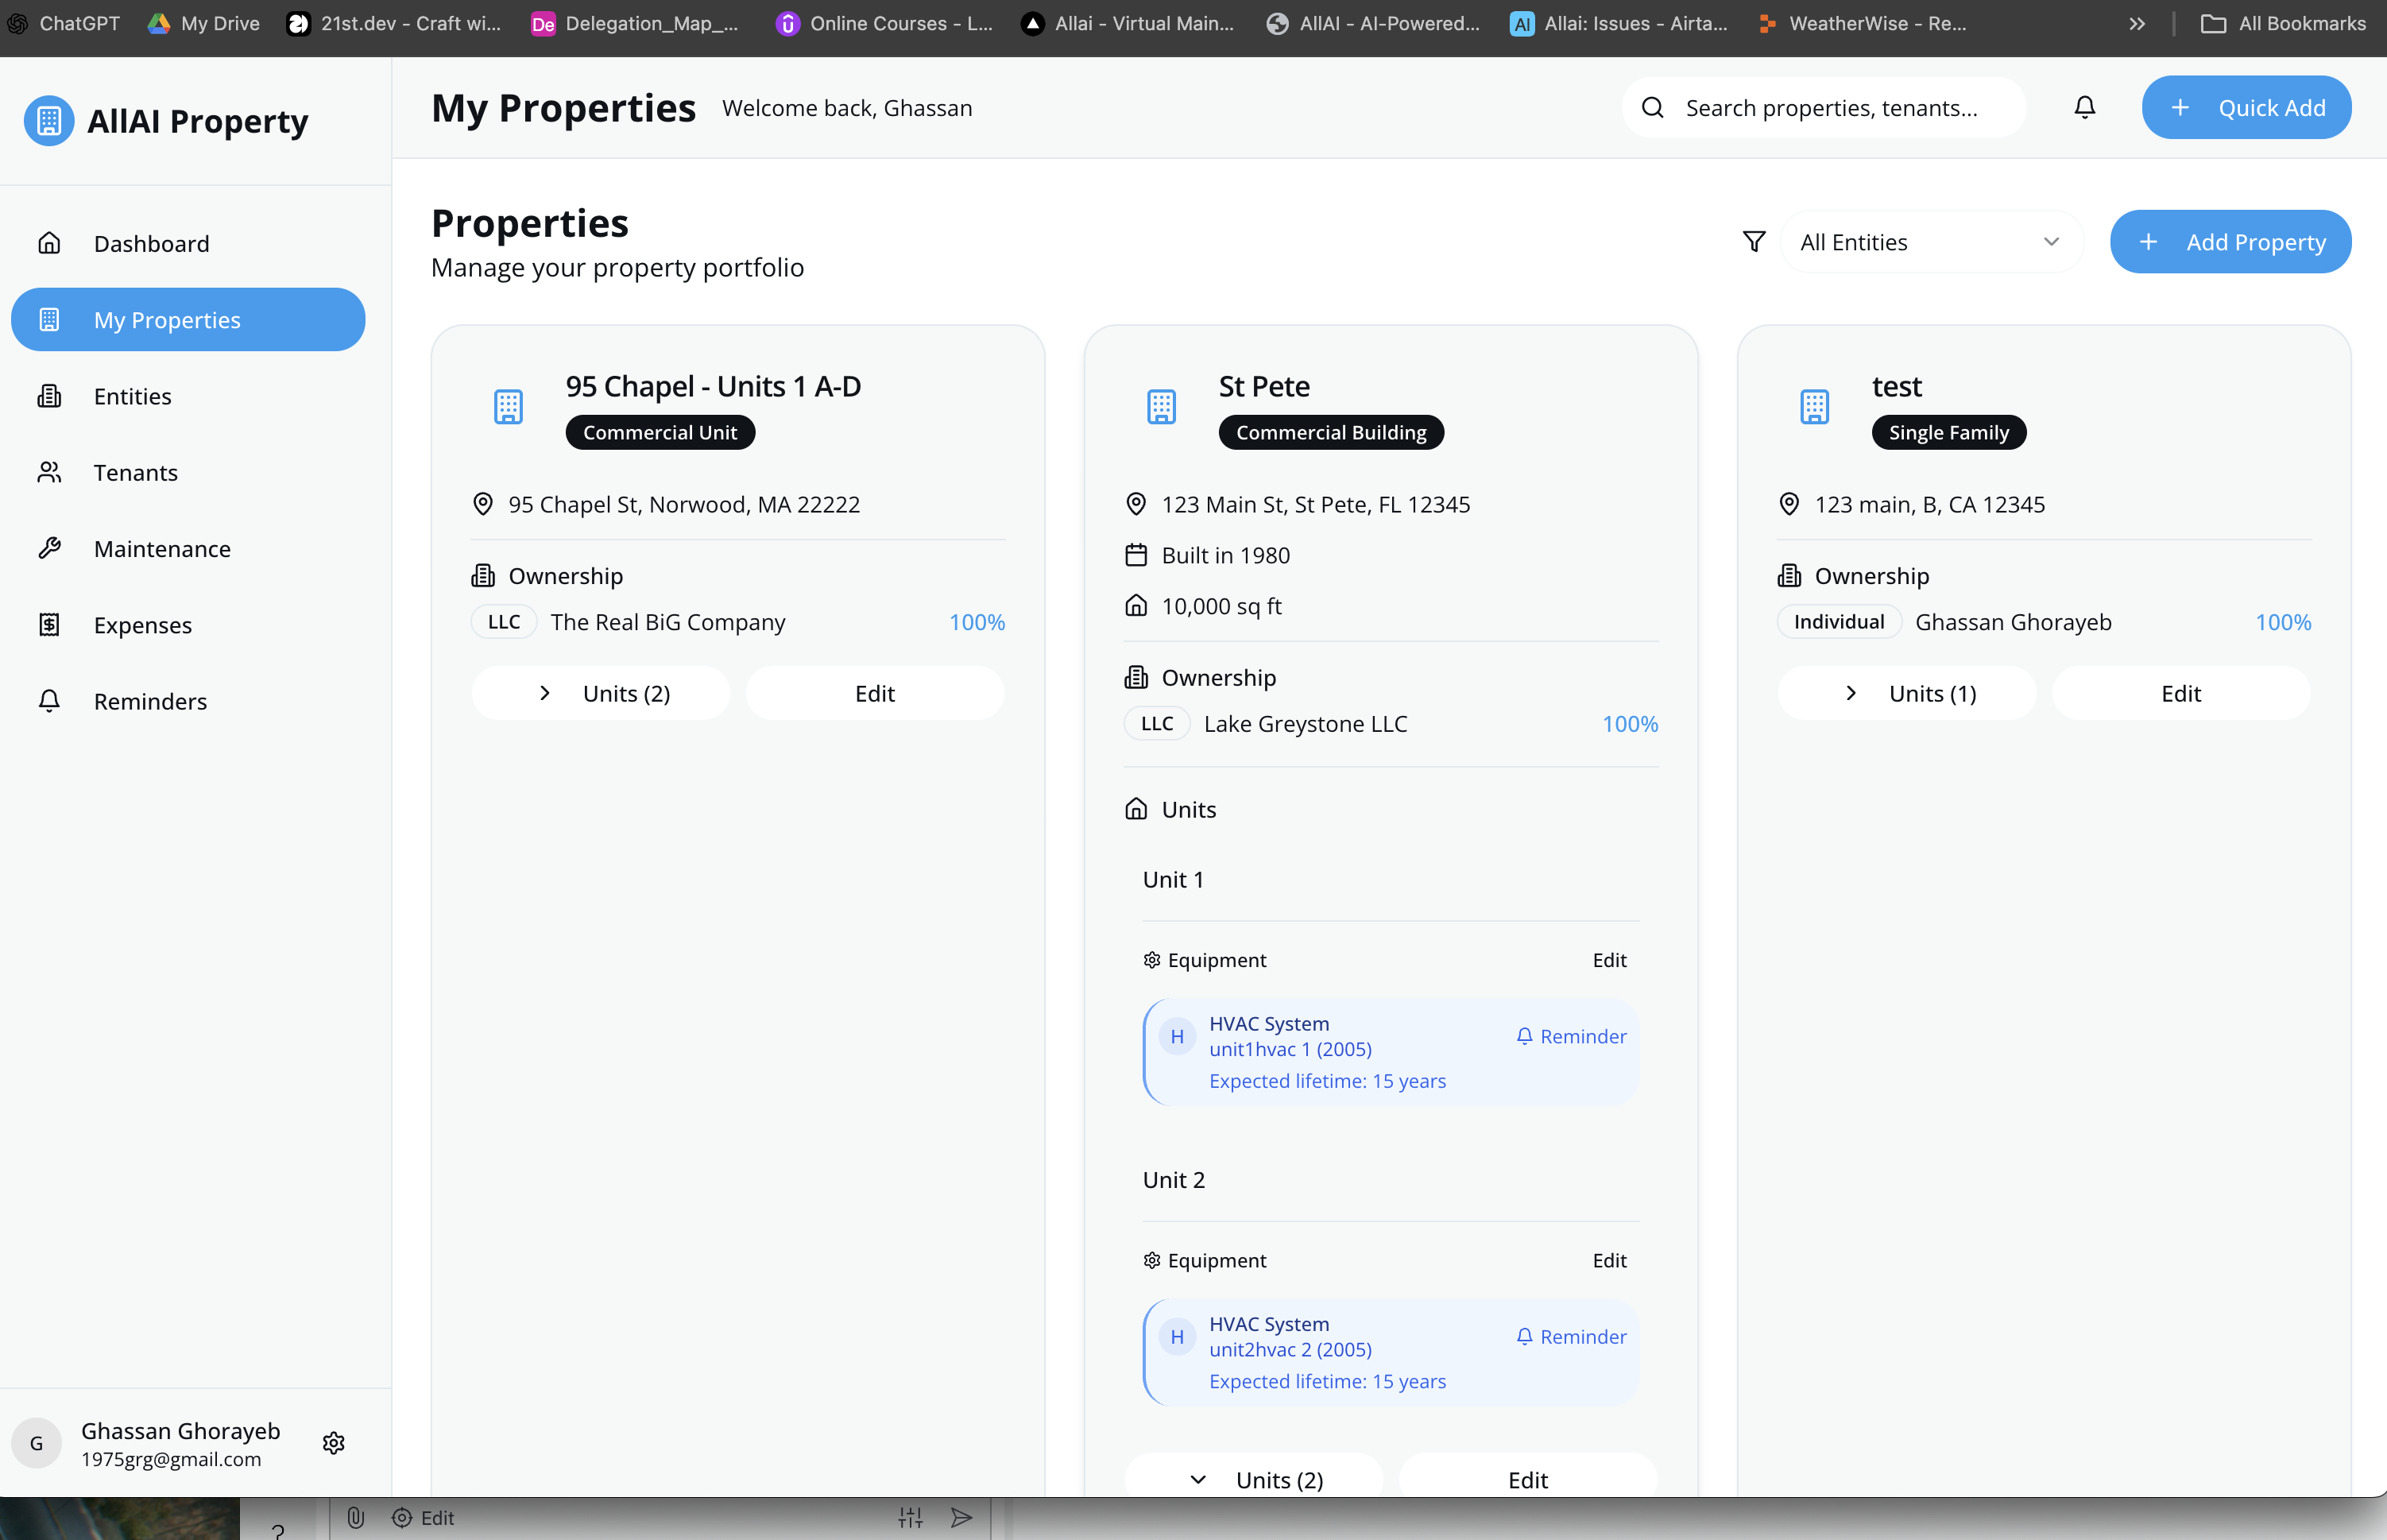 ChatGPT
My Drive
21st.dev - Craft wi...
De Delegation_Map_...
Online Courses - L...
Allai - Virtual Main...
AllAI - AI-Powered...
AI Allai: Issues - Airta...
WeatherWise - Re...
All Bookmarks
AllAI Property
Dashboard
My Properties
Entities
Tenants
Maintenance
Expenses
Reminders
G
Ghassan Ghorayeb
1975grg@gmail.com
My Properties Welcome back, Ghassan
Search properties, tenants...
+ Quick Add
Properties
Manage your property portfolio
All Entities
+ Add Property
95 Chapel - Units 1 A-D
Commercial Unit
95 Chapel St, Norwood, MA 22222
Ownership
LLC The Real BiG Company 100%
Units (2) Edit
St Pete
Commercial Building
123 Main St, St Pete, FL 12345
Built in 1980
10,000 sq ft
Ownership
LLC Lake Greystone LLC 100%
Units
Unit 1
Equipment Edit
H HVAC System
unit1hvac 1 (2005)
Reminder
Expected lifetime: 15 years
Unit 2
Equipment Edit
H HVAC System
unit2hvac 2 (2005)
Reminder
Expected lifetime: 15 years
Units (2) Edit
test
Single Family
123 main, B, CA 12345
Ownership
Individual Ghassan Ghorayeb 100%
Units (1) Edit
?
Edit